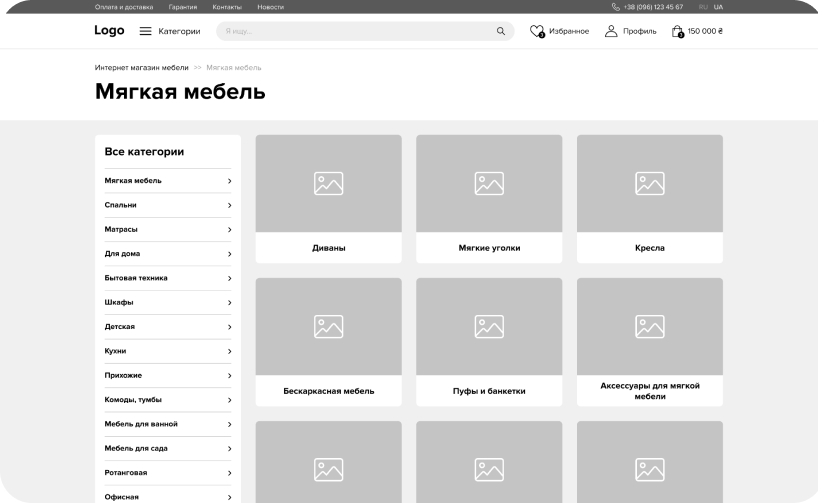 Оплата и доставка Гарантия Контакты Новости +38 (096) 123 45 67 RU UA
Logo Категории Я ищу... Избранное Профиль 150 000 ₴
Интернет магазин мебели >> Мягкая мебель
Мягкая мебель
Все категории
Мягкая мебель
Спальни
Матрасы
Для дома
Бытовая техника
Шкафы
Детская
Кухни
Прихожие
Комоды, тумбы
Мебель для ванной
Мебель для сада
Ротанговая
Офисная
Диваны
Мягкие уголки
Кресла
Бескаркасная мебель
Пуфы и банкетки
Аксессуары для мягкой
мебели